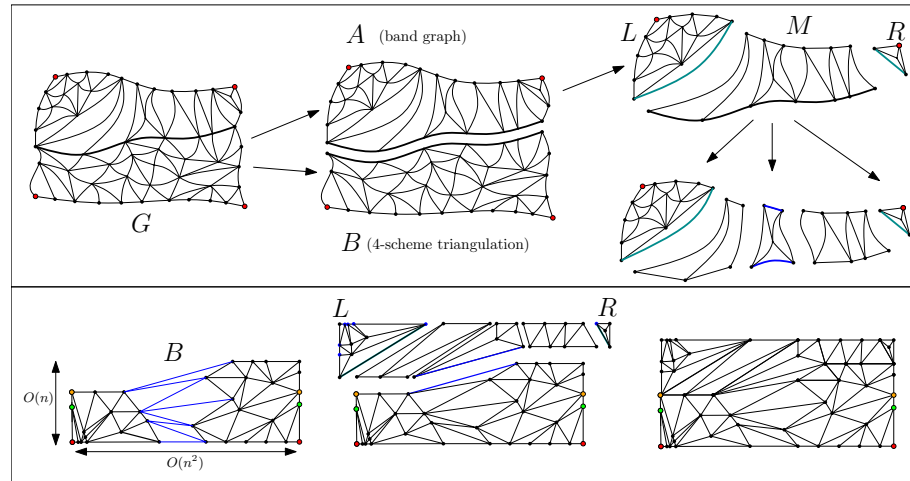 A (band graph)
L
M
R
G
B (4-scheme triangulation)
L
R
B
O(n)
O(n²)